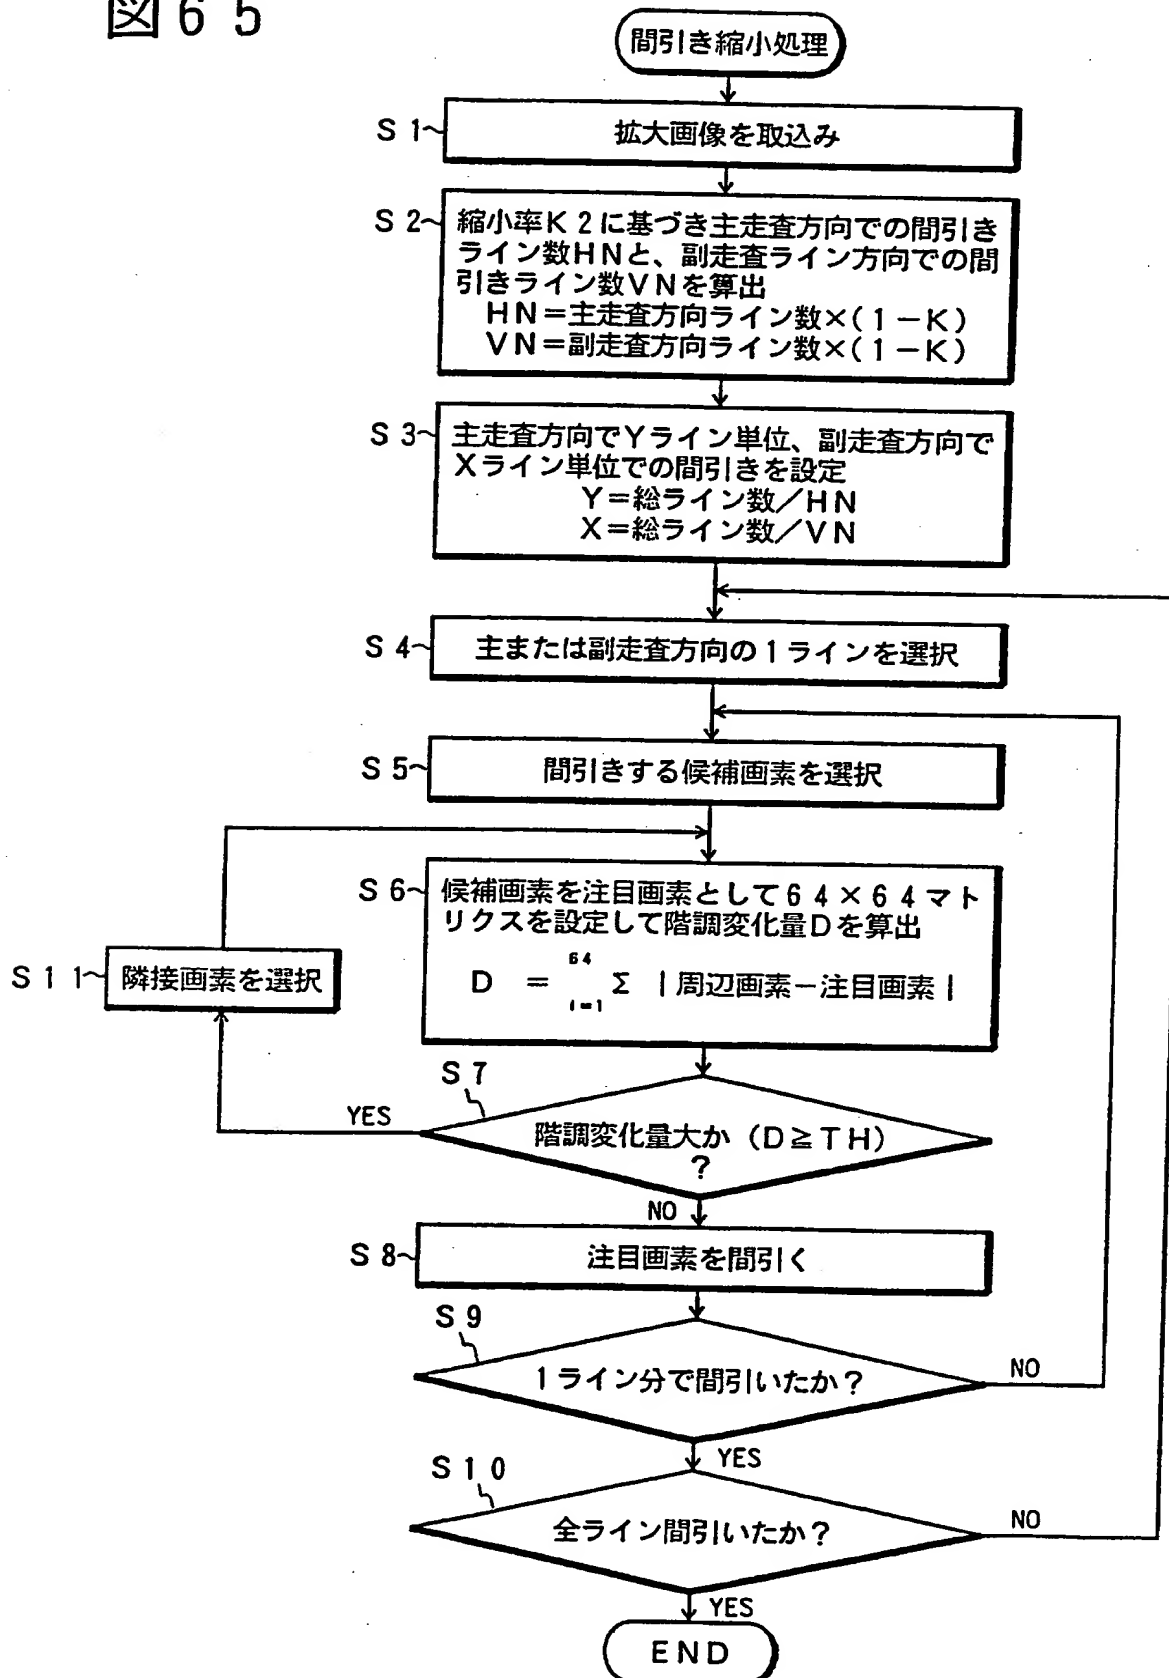 図65
間引き縮小処理
S1
拡大画像を取込み
S2
縮小率K2に基づき主走査方向での間引き
ライン数HNと、副走査ライン方向での間
引きライン数VNを算出
HN=主走査方向ライン数×(1-K)
VN=副走査方向ライン数×(1-K)
S3
主走査方向でYライン単位、副走査方向で
Xライン単位での間引きを設定
Y=総ライン数/HN
X=総ライン数/VN
S4
主または副走査方向の1ラインを選択
S5
間引きする候補画素を選択
S6
候補画素を注目画素として64×64マト
リクスを設定して階調変化量Dを算出
64
D = Σ |周辺画素-注目画素|
i=1
S11
隣接画素を選択
S7
YES
階調変化量大か(D≧TH)
?
NO
S8
注目画素を間引く
S9
1ライン分で間引いたか?
NO
YES
S10
全ライン間引いたか?
NO
YES
END